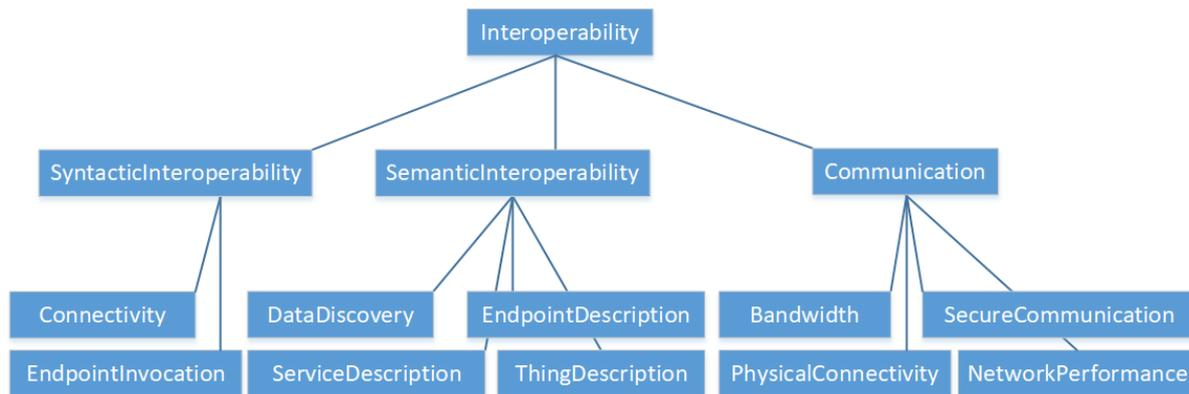 Interoperability
SyntacticInteroperability
SemanticInteroperability
Communication
Connectivity
DataDiscovery
EndpointDescription
Bandwidth
SecureCommunication
EndpointInvocation
ServiceDescription
ThingDescription
PhysicalConnectivity
NetworkPerformance